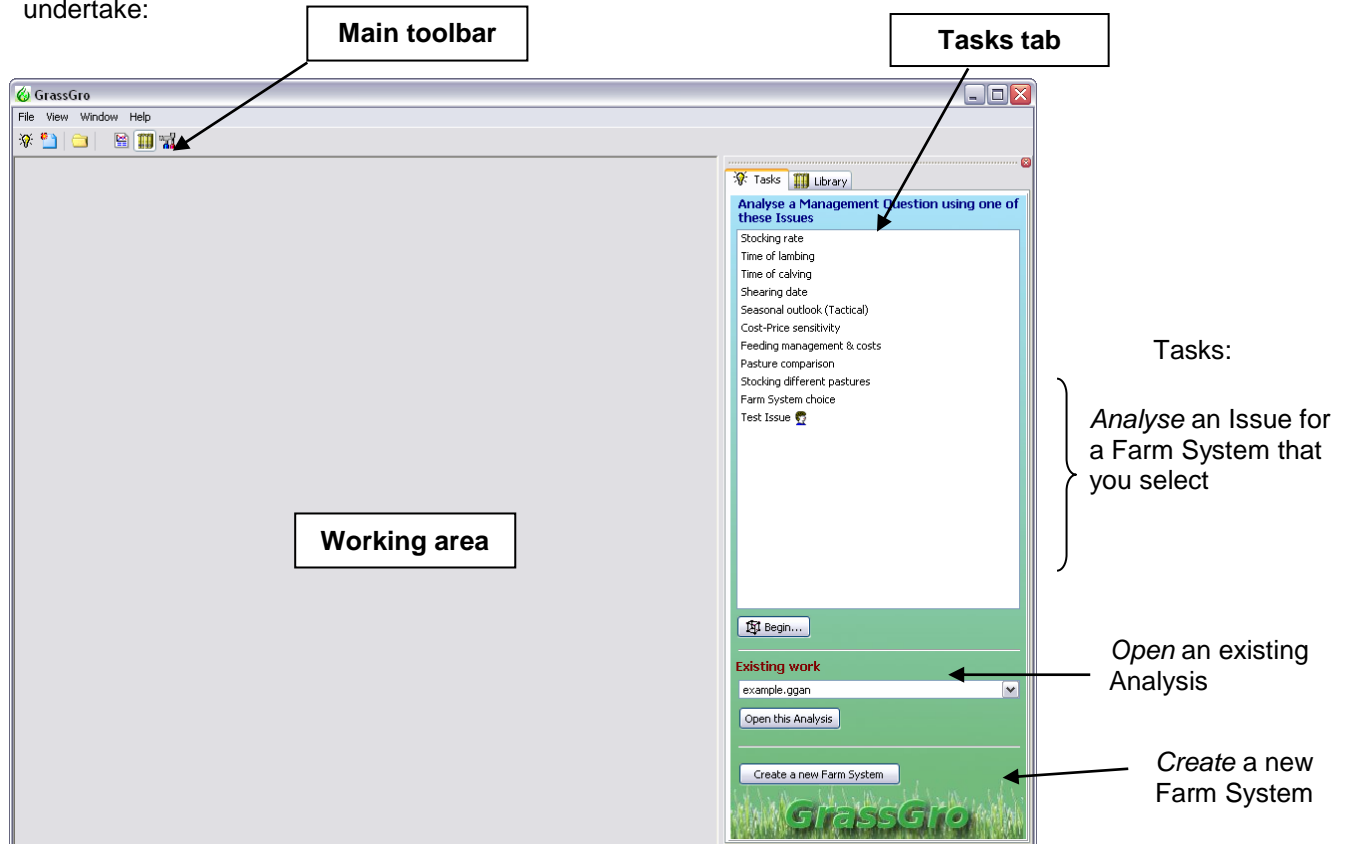 undertake:
Main toolbar
Tasks tab
GrassGro
File View Window Help
Tasks Library
Analyse a Management Question using one of
these Issues
Stocking rate
Time of lambing
Time of calving
Shearing date
Seasonal outlook (Tactical)
Cost-Price sensitivity
Feeding management & costs
Pasture comparison
Stocking different pastures
Farm System choice
Test Issue
Working area
Begin...
Existing work
example.ggan
Open this Analysis
Create a new Farm System
GrassGro
Tasks:
Analyse an Issue for
a Farm System that
you select
Open an existing
Analysis
Create a new
Farm System